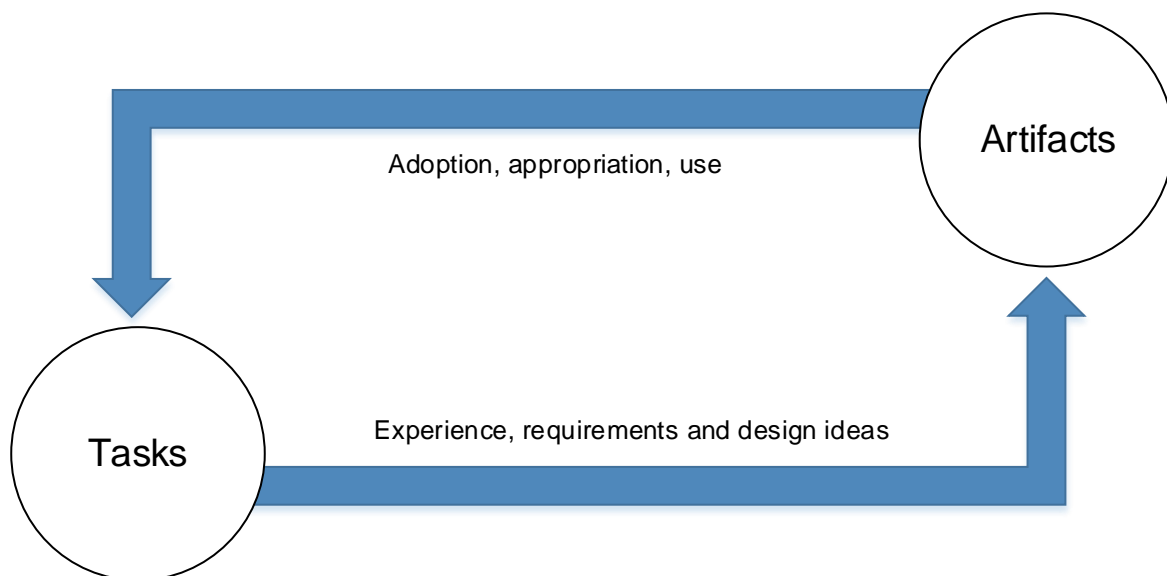 Artifacts
Adoption, appropriation, use
Experience, requirements and design ideas
Tasks